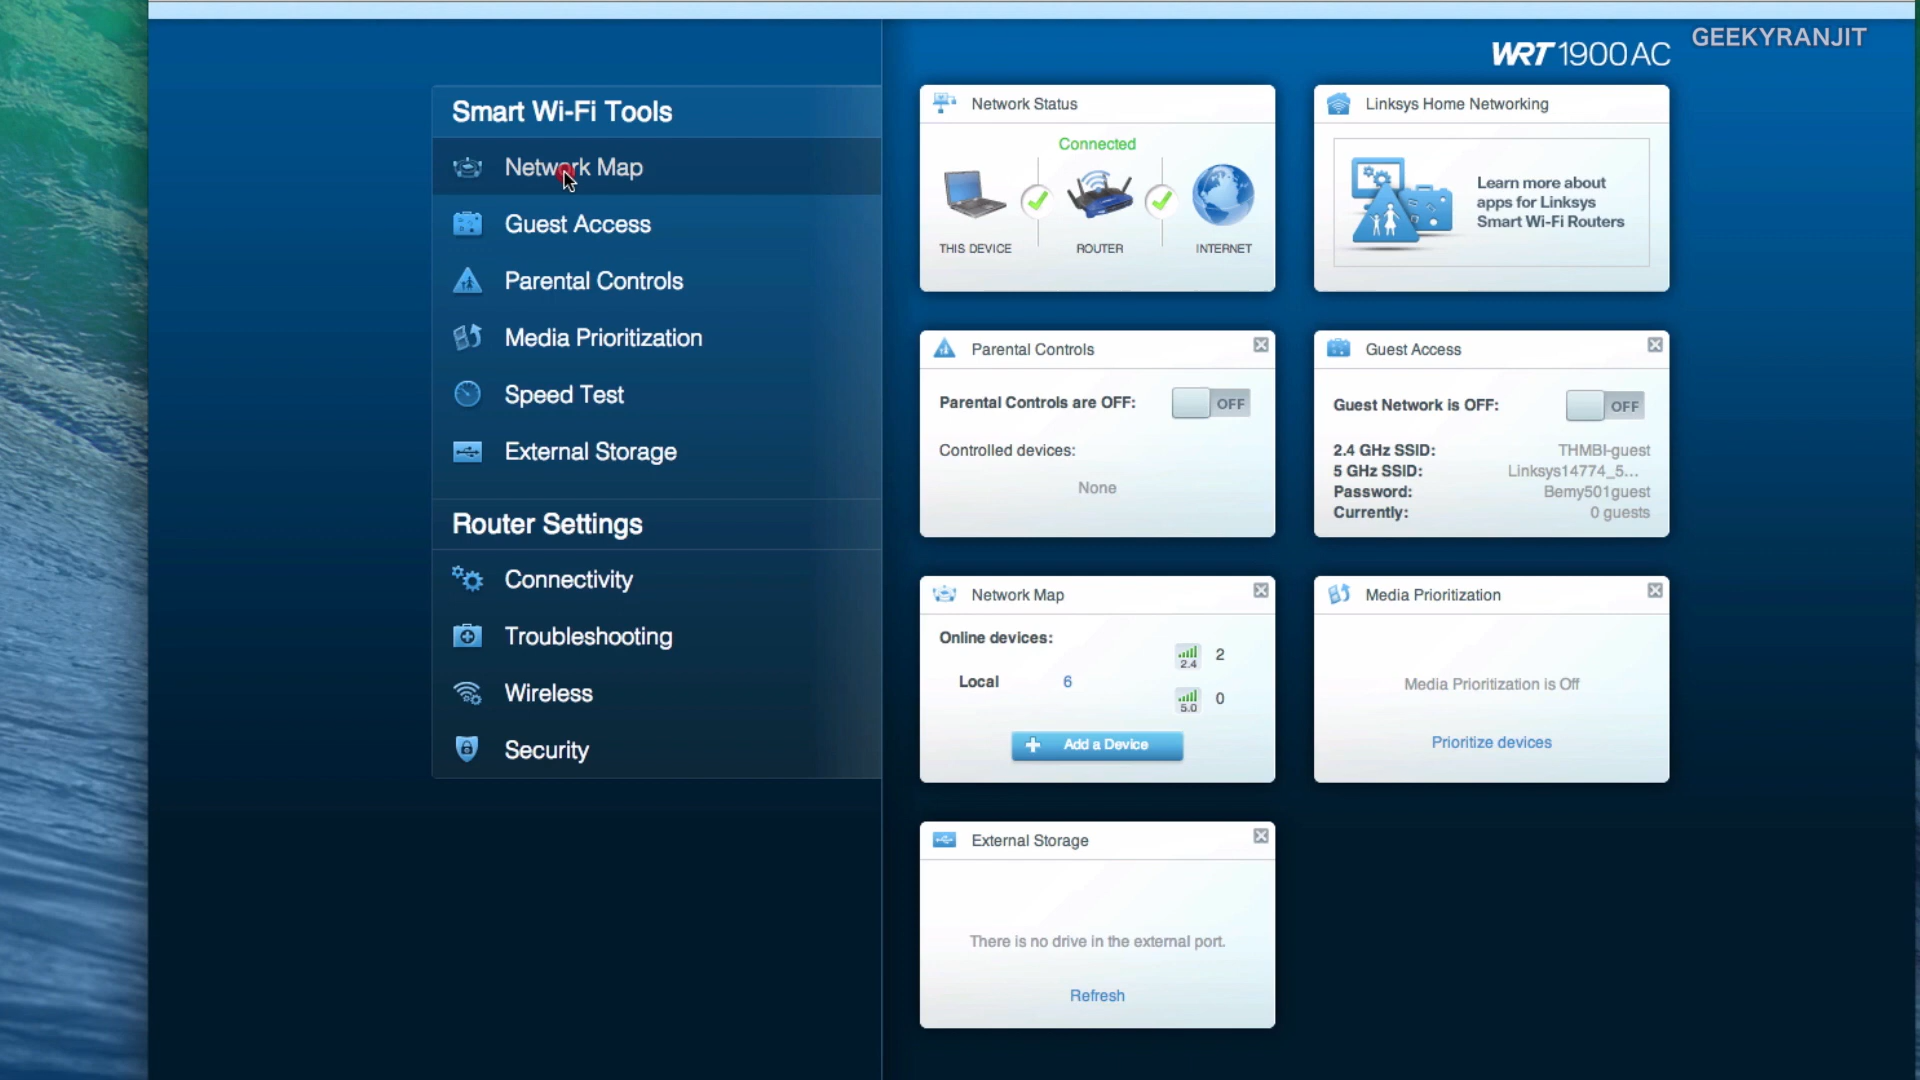 GEEKYRANJIT
WRT1900AC
Smart Wi-Fi Tools
Network Map
Guest Access
Parental Controls
Media Prioritization
Speed Test
External Storage
Router Settings
Connectivity
Troubleshooting
Wireless
Security
Network Status
Connected
THIS DEVICE
ROUTER
INTERNET
Linksys Home Networking
Learn more about
apps for Linksys
Smart Wi-Fi Routers
Parental Controls
Parental Controls are OFF: OFF
Controlled devices:
None
Guest Access
Guest Network is OFF: OFF
2.4 GHz SSID: THMBI-guest
5 GHz SSID: Linksys14774_5...
Password: Bemy501guest
Currently: 0 guests
Network Map
Online devices:
2.4 2
Local 6
5.0 0
Add a Device
Media Prioritization
Media Prioritization is Off
Prioritize devices
External Storage
There is no drive in the external port.
Refresh